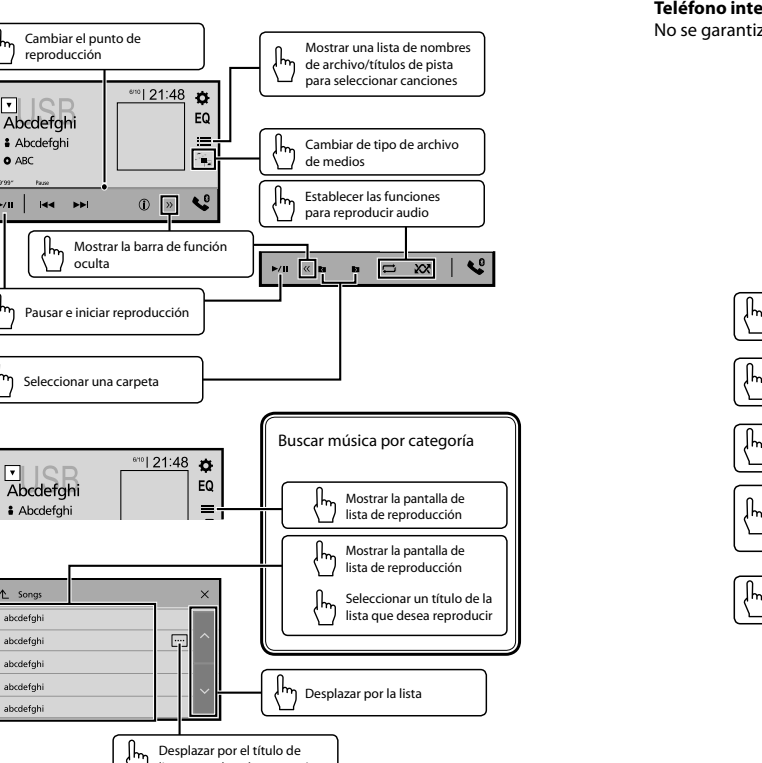 Teléfono
No se
Cambiar el punto de
reproducción
Mostrar una lista de nombres
de archivo/títulos de pista
para seleccionar canciones
USB
6/10 | 21:48
Abcdefghi
EQ
Abcdefghi
ABC
Pause
Cambiar de tipo de archivo
de medios
Establecer las funciones
para reproducir audio
Mostrar la barra de función
oculta
Pausar e iniciar reproducción
Seleccionar una carpeta
Buscar música por categoría
USB
6/10 | 21:48
Abcdefghi
EQ
Abcdefghi
Mostrar la pantalla de
lista de reproducción
Mostrar la pantalla de
lista de reproducción
Seleccionar un título de la
lista que desea reproducir
Songs
abcdefghi
abcdefghi
abcdefghi
abcdefghi
abcdefghi
Desplazar por la lista
Desplazar por el título de